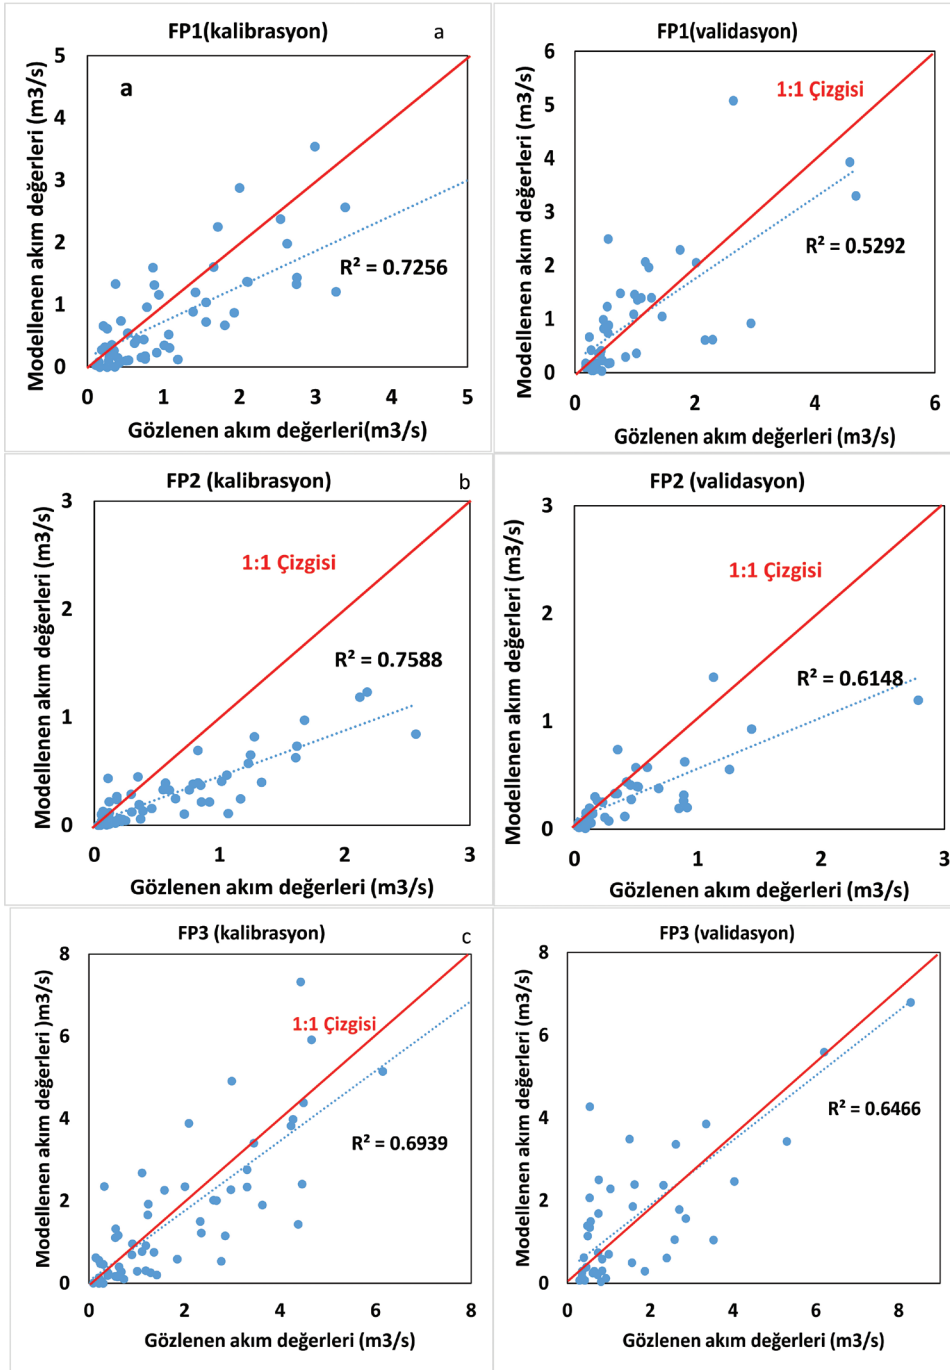 FP1(kalibrasyon)
a
a
5
4
3
2
1
0
Modellenen akım değerleri (m3/s)
R² = 0.7256
0
1
2
3
4
5
Gözlenen akım değerleri(m3/s)
FP1(validasyon)
6
5
4
3
2
1
0
Modellenen akım değerleri (m3/s)
1:1 Çizgisi
R² = 0.5292
0
2
4
6
Gözlenen akım değerleri (m3/s)
FP2 (kalibrasyon)
b
3
2
1
0
Modellenen akım değerleri (m3/s)
1:1 Çizgisi
R² = 0.7588
0
1
2
3
Gözlenen akım değerleri (m3/s)
FP2 (validasyon)
3
2
1
0
Modellenen akım değerleri (m3/s)
1:1 Çizgisi
R² = 0.6148
0
1
2
3
Gözlenen akım değerleri (m3/s)
FP3 (kalibrasyon)
c
8
6
4
2
0
Modellenen akım değerleri )m3/s)
1:1 Çizgisi
R² = 0.6939
0
2
4
6
8
Gözlenen akım değerleri (m3/s)
FP3 (validasyon)
8
6
4
2
0
Modellenen akım değerleri (m3/s)
R² = 0.6466
0
2
4
6
8
Gözlenen akım değerleri (m3/s)